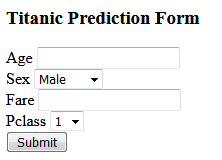 Titanic Prediction Form
Age
Sex Male
Fare
Pclass 1
Submit